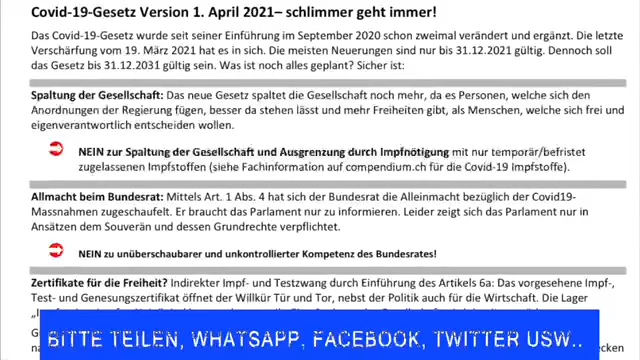 Covid-19-Gesetz Version 1. April 2021– schlimmer geht immer!
Das Covid-19-Gesetz wurde seit seiner Einführung im September 2020 schon zweimal verändert und ergänzt. Die letzte
Verschärfung vom 19. März 2021 hat es in sich. Die meisten Neuerungen sind nur bis 31.12.2021 gültig. Dennoch soll
das Gesetz bis 31.12.2031 gültig sein. Was ist noch alles geplant? Sicher ist:
Spaltung der Gesellschaft: Das neue Gesetz spaltet die Gesellschaft noch mehr, da es Personen, welche sich den
Anordnungen der Regierung fügen, besser da stehen lässt und mehr Freiheiten gibt, als Menschen, welche sich frei und
eigenverantwortlich entscheiden wollen.
NEIN zur Spaltung der Gesellschaft und Ausgrenzung durch Impfnötigung mit nur temporär/befristet
zugelassenen Impfstoffen (siehe Fachinformation auf compendium.ch für die Covid-19 Impfstoffe).
Allmacht beim Bundesrat: Mittels Art. 1 Abs. 4 hat sich der Bundesrat die Alleinmacht bezüglich der Covid19-
Massnahmen zugeschaufelt. Er braucht das Parlament nur zu informieren. Leider zeigt sich das Parlament nur in
Ansätzen dem Souverän und dessen Grundrechte verpflichtet.
NEIN zu unüberschaubarer und unkontrollierter Kompetenz des Bundesrates!
Zertifikate für die Freiheit? Indirekter Impf- und Testzwang durch Einführung des Artikels 6a: Das vorgesehene Impf-,
Test- und Genesungszertifikat öffnet der Willkür Tür und Tor, nebst der Politik auch für die Wirtschaft. Die Lager
BITTE TEILEN, WHATSAPP, FACEBOOK, TWITTER USW..